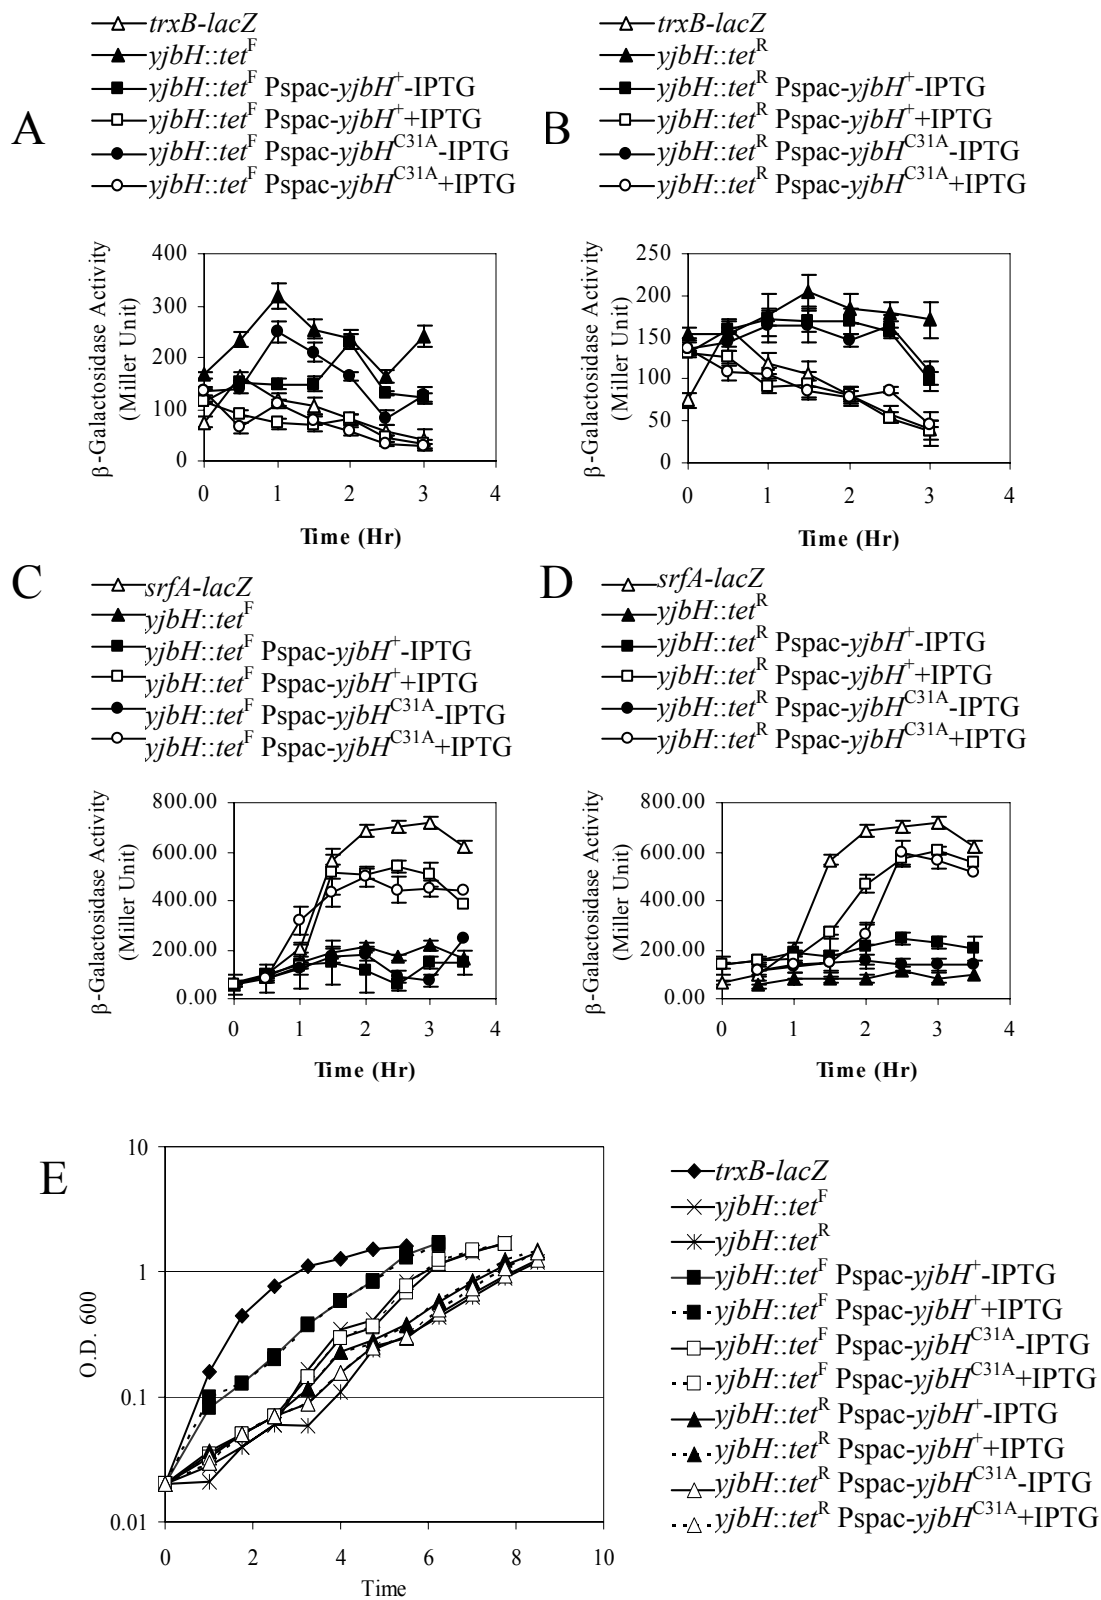 trxB-lacZ
yjbH::tetF
yjbH::tetF Pspac-yjbH+-IPTG
yjbH::tetF Pspac-yjbH++IPTG
yjbH::tetF Pspac-yjbHC31A-IPTG
yjbH::tetF Pspac-yjbHC31A+IPTG
A
β-Galactosidase Activity
(Miller Unit)
400
300
200
100
0
0 1 2 3 4
Time (Hr)
trxB-lacZ
yjbH::tetR
yjbH::tetR Pspac-yjbH+-IPTG
yjbH::tetR Pspac-yjbH++IPTG
yjbH::tetR Pspac-yjbHC31A-IPTG
yjbH::tetR Pspac-yjbHC31A+IPTG
B
β-Galactosidase Activity
(Miller Unit)
250
200
150
100
50
0
0 1 2 3 4
Time (Hr)
C
srfA-lacZ
yjbH::tetF
yjbH::tetF Pspac-yjbH+-IPTG
yjbH::tetF Pspac-yjbH++IPTG
yjbH::tetF Pspac-yjbHC31A-IPTG
yjbH::tetF Pspac-yjbHC31A+IPTG
β-Galactosidase Activity
(Miller Unit)
800.00
600.00
400.00
200.00
0.00
0 1 2 3 4
Time (Hr)
D
srfA-lacZ
yjbH::tetR
yjbH::tetR Pspac-yjbH+-IPTG
yjbH::tetR Pspac-yjbH++IPTG
yjbH::tetR Pspac-yjbHC31A-IPTG
yjbH::tetR Pspac-yjbHC31A+IPTG
β-Galactosidase Activity
(Miller Unit)
800.00
600.00
400.00
200.00
0.00
0 1 2 3 4
Time (Hr)
E
O.D. 600
10
1
0.1
0.01
0 2 4 6 8 10
Time
trxB-lacZ
yjbH::tetF
yjbH::tetR
yjbH::tetF Pspac-yjbH+-IPTG
yjbH::tetF Pspac-yjbH++IPTG
yjbH::tetF Pspac-yjbHC31A-IPTG
yjbH::tetF Pspac-yjbHC31A+IPTG
yjbH::tetR Pspac-yjbH+-IPTG
yjbH::tetR Pspac-yjbH++IPTG
yjbH::tetR Pspac-yjbHC31A-IPTG
yjbH::tetR Pspac-yjbHC31A+IPTG